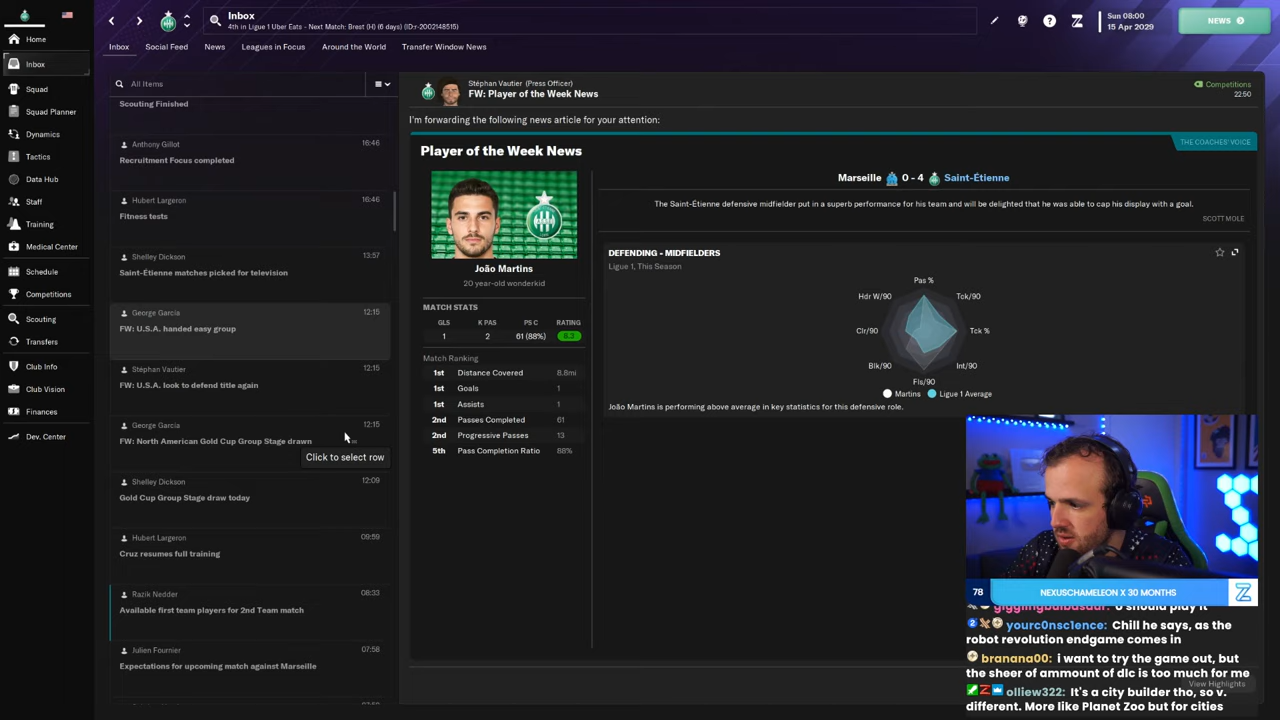 Inbox
4th in Ligue 1 Uber Eats - Next Match: Brest (H) (6 days) (ID:r-2002148515)
Sun 08:00
15 Apr 2029
NEWS
Inbox
Social Feed
News
Leagues in Focus
Around the World
Transfer Window News
Home
Inbox
Squad
Squad Planner
Dynamics
Tactics
Data Hub
Staff
Training
Medical Center
Schedule
Competitions
Scouting
Transfers
Club Info
Club Vision
Finances
Dev. Center
All Items
Scouting Finished
Anthony Gillot 16:46
Recruitment Focus completed
Hubert Largeron 16:46
Fitness tests
Shelley Dickson 13:57
Saint-Étienne matches picked for television
George García 12:15
FW: U.S.A. handed easy group
Stéphan Vautier 12:15
FW: U.S.A. look to defend title again
George García 12:15
FW: North American Gold Cup Group Stage drawn
Click to select row
Shelley Dickson 12:09
Gold Cup Group Stage draw today
Hubert Largeron 09:59
Cruz resumes full training
Razik Nedder 08:33
Available first team players for 2nd Team match
Julien Fournier 07:58
Expectations for upcoming match against Marseille
Stéphan Vautier (Press Officer)
FW: Player of the Week News
Competitions
22:50
I'm forwarding the following news article for your attention:
THE COACHES' VOICE
Player of the Week News
João Martins
20 year-old wonderkid
MATCH STATS
GLS K PAS PS C RATING
1 2 61 (88%) 8.3
Match Ranking
1st Distance Covered 8.8mi
1st Goals 1
1st Assists 1
2nd Passes Completed 61
2nd Progressive Passes 13
5th Pass Completion Ratio 88%
Marseille 0 - 4 Saint-Étienne
The Saint-Étienne defensive midfielder put in a superb performance for his team and will be delighted that he was able to cap his display with a goal.
SCOTT MOLE
DEFENDING - MIDFIELDERS
Ligue 1, This Season
Pas %
Hdr W/90 Tck/90
Clr/90 Tck %
Blk/90 Int/90
Fls/90
Martins Ligue 1 Average
João Martins is performing above average in key statistics for this defensive role.
78 NEXUSCHAMELEON X 30 MONTHS
yourc0nsc1ence: Chill he says, as the
robot revolution endgame comes in
branana00: i want to try the game out, but
the sheer of ammount of dlc is too much for me
olliew322: It's a city builder tho, so v.
different. More like Planet Zoo but for cities
View Highlights